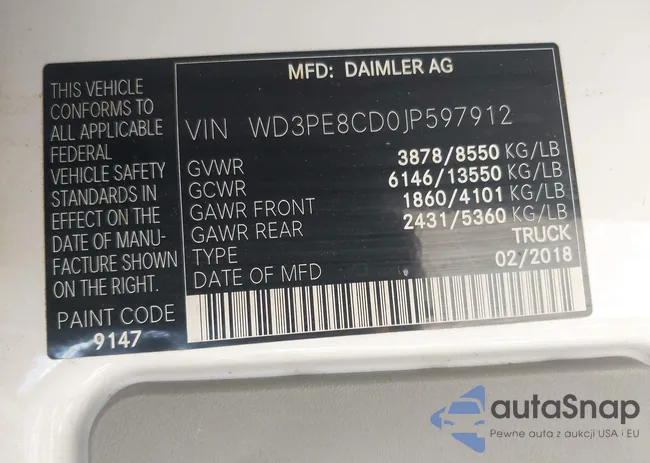 MFD: DAIMLER AG
THIS VEHICLE
CONFORMS TO
ALL APPLICABLE
FEDERAL
VEHICLE SAFETY
STANDARDS IN
EFFECT ON THE
DATE OF MANU-
FACTURE SHOWN
ON THE RIGHT.
PAINT CODE
9147
VIN WD3PE8CD0JP597912
GVWR 3878/8550 KG/LB
GCWR 6146/13550 KG/LB
GAWR FRONT 1860/4101 KG/LB
GAWR REAR 2431/5360 KG/LB
TYPE TRUCK
DATE OF MFD 02/2018
autaSnap
Pewne auta z aukcji USA i EU